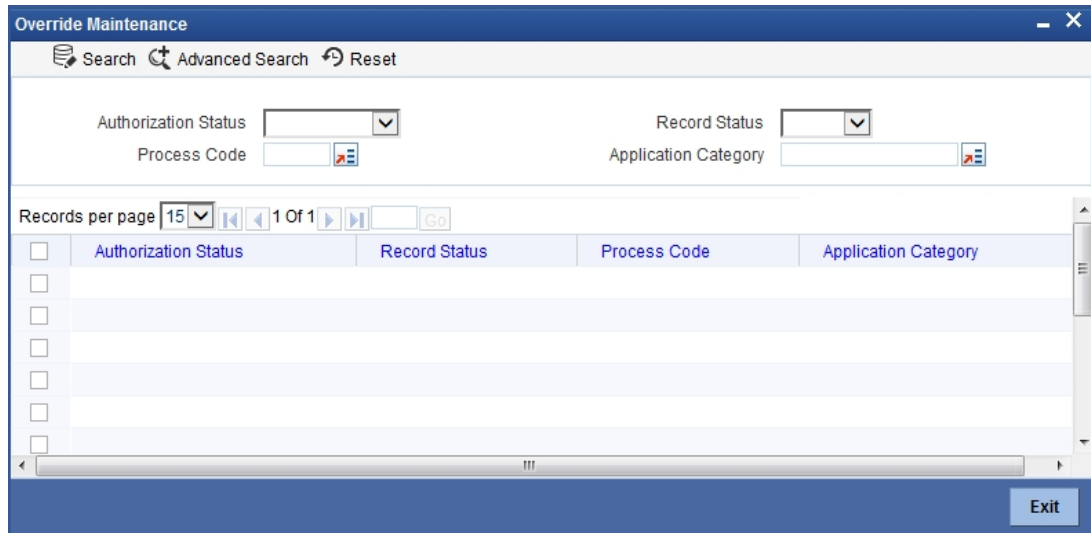 Override Maintenance
Search Advanced Search Reset
Authorization Status Record Status
Process Code Application Category
Records per page 15 1 Of 1 Go
Authorization Status Record Status Process Code Application Category
Exit